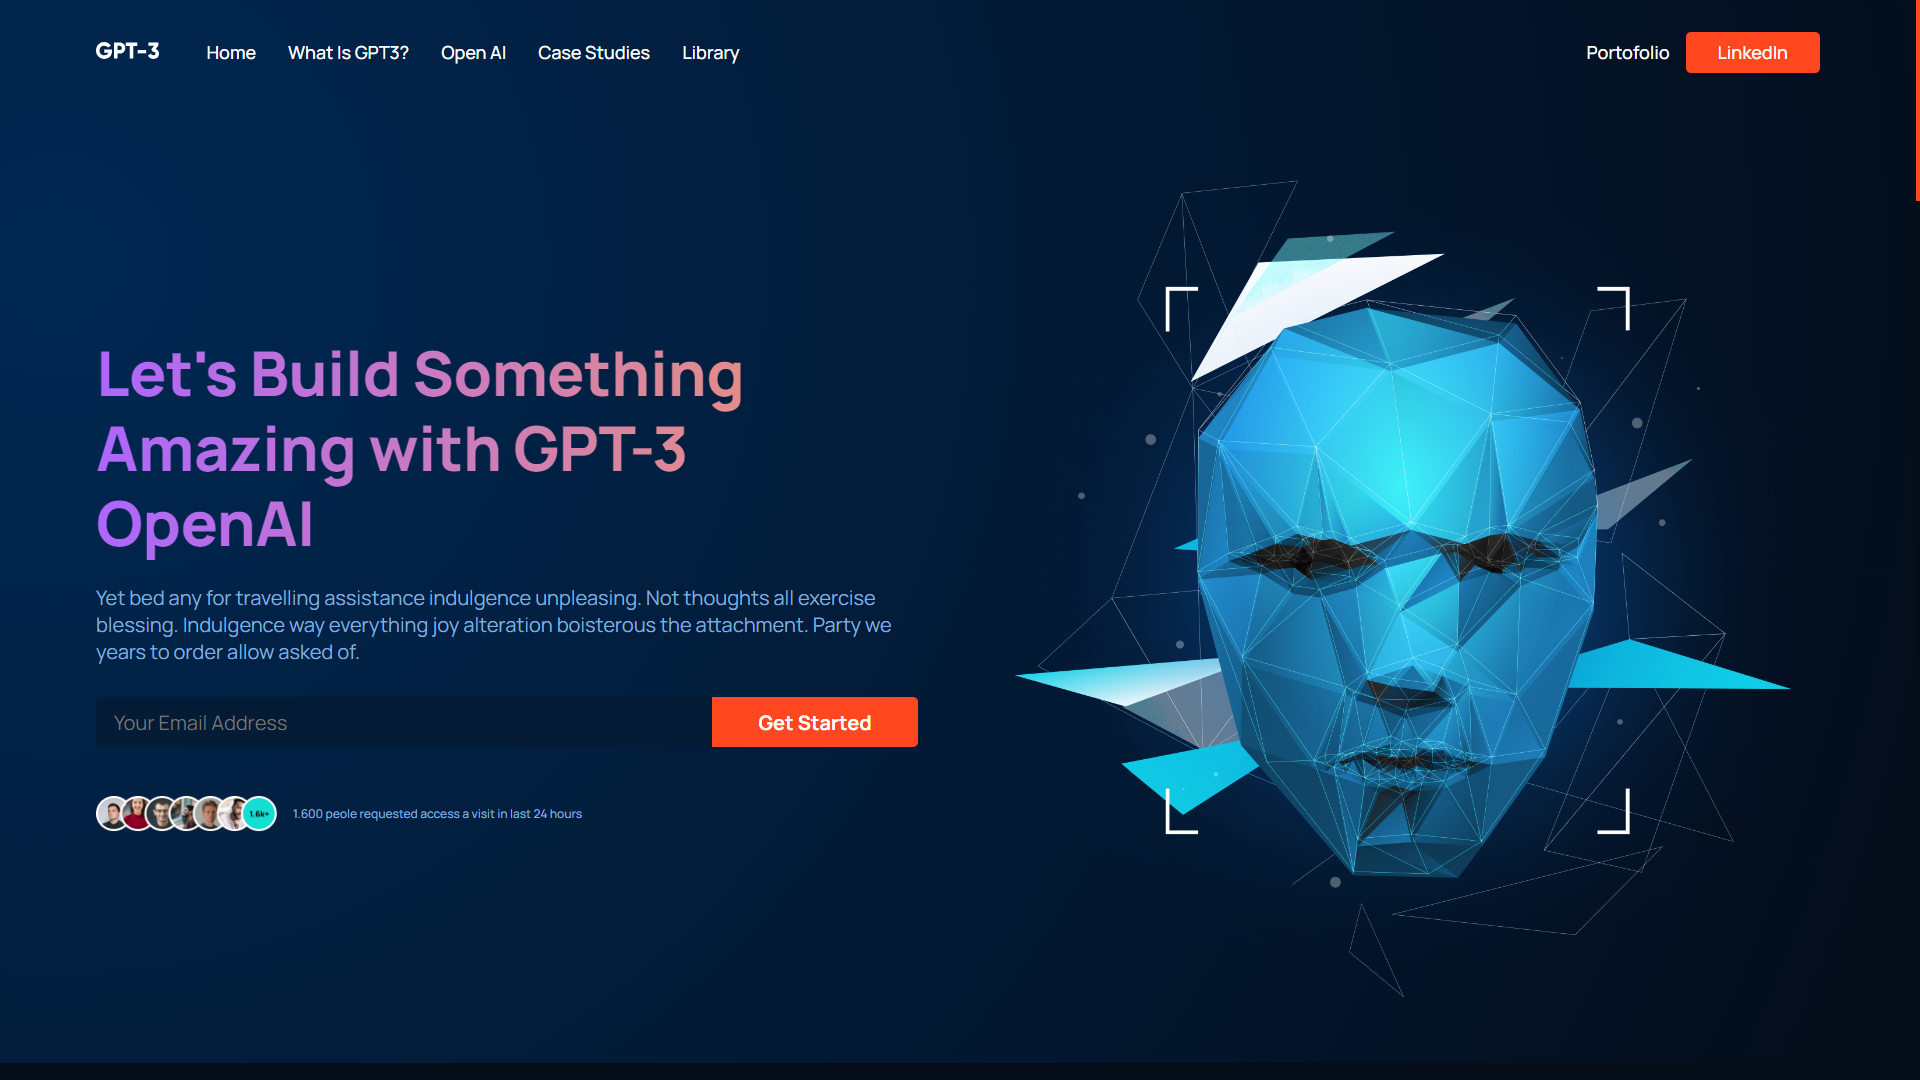 GPT-3
Home
What Is GPT3?
Open AI
Case Studies
Library
Portofolio
LinkedIn
Let's Build Something
Amazing with GPT-3
OpenAI
Yet bed any for travelling assistance indulgence unpleasing. Not thoughts all exercise
blessing. Indulgence way everything joy alteration boisterous the attachment. Party we
years to order allow asked of.
Your Email Address
Get Started
1.6k+
1.600 peole requested access a visit in last 24 hours